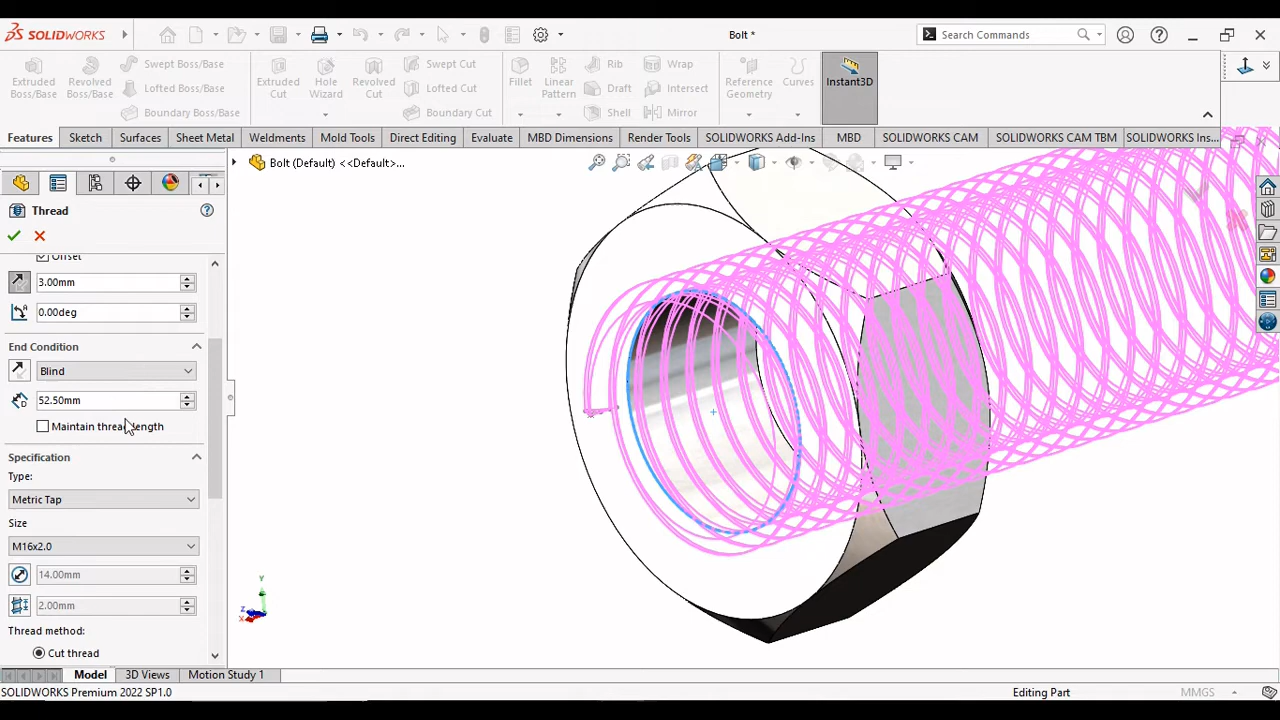 SOLIDWORKS
Bolt *
Search Commands
Extruded Boss/Base
Revolved Boss/Base
Swept Boss/Base
Lofted Boss/Base
Boundary Boss/Base
Extruded Cut
Hole Wizard
Revolved Cut
Swept Cut
Lofted Cut
Boundary Cut
Fillet
Linear Pattern
Rib
Draft
Shell
Wrap
Intersect
Mirror
Reference Geometry
Curves
Instant3D
Features
Sketch
Surfaces
Sheet Metal
Weldments
Mold Tools
Direct Editing
Evaluate
MBD Dimensions
Render Tools
SOLIDWORKS Add-Ins
MBD
SOLIDWORKS CAM
SOLIDWORKS CAM TBM
SOLIDWORKS Ins...
Bolt (Default) <<Default>...
Thread
Offset
3.00mm
0.00deg
End Condition
Blind
52.50mm
Maintain thread length
Specification
Type:
Metric Tap
Size
M16x2.0
14.00mm
2.00mm
Thread method:
Cut thread
Y
Z
X
Model
3D Views
Motion Study 1
SOLIDWORKS Premium 2022 SP1.0
Editing Part
MMGS